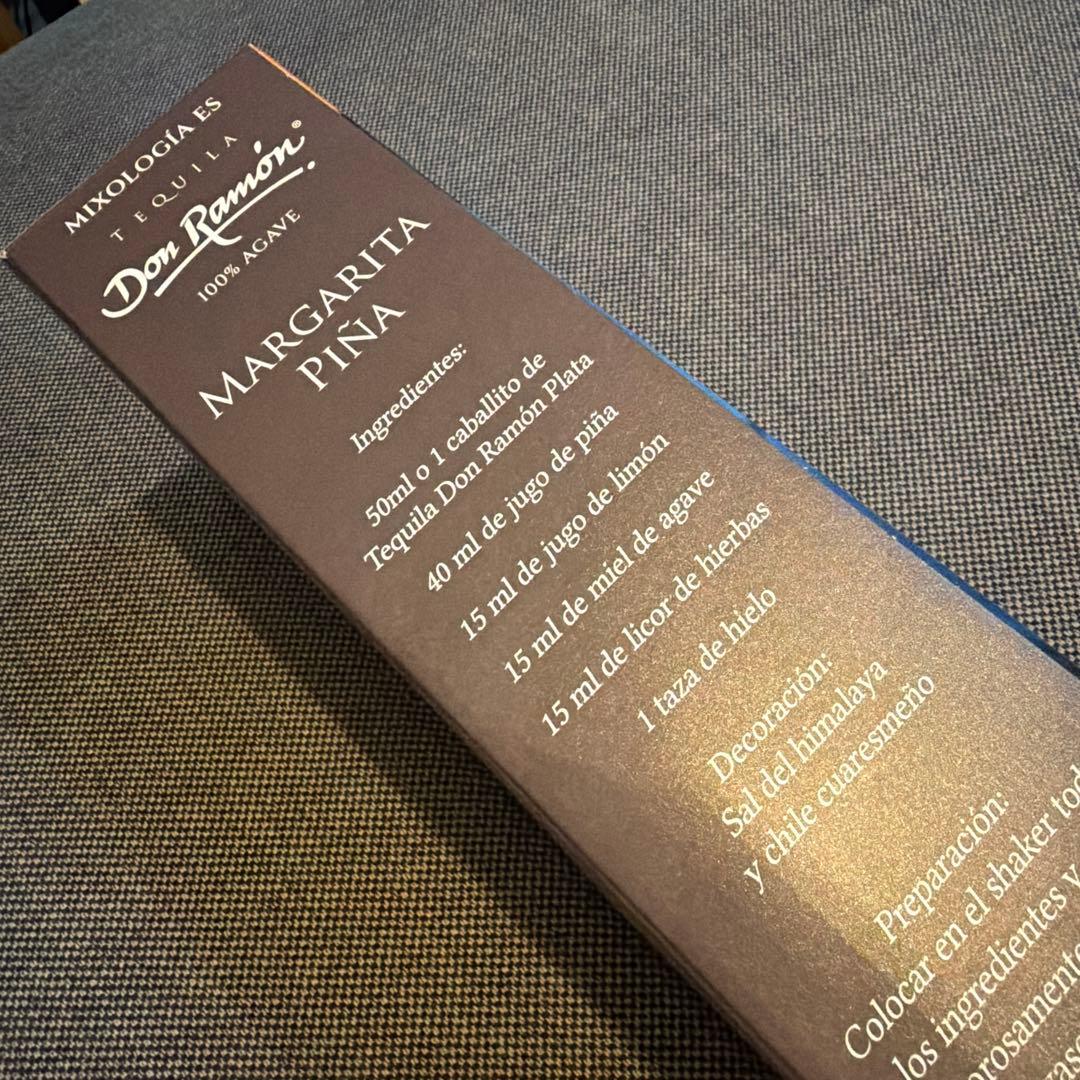 MIXOLOGÍA ES
TEQUILA
Don Ramón®
100% AGAVE
MARGARITA
PIÑA
Ingredientes:
50ml o 1 caballito de
Tequila Don Ramón Plata
40 ml de jugo de piña
15 ml de jugo de limón
15 ml de miel de agave
15 ml de licor de hierbas
1 taza de hielo
Decoración:
Sal del himalaya
y chile cuaresmeño
Preparación:
Colocar en el shaker
los ingredientes y